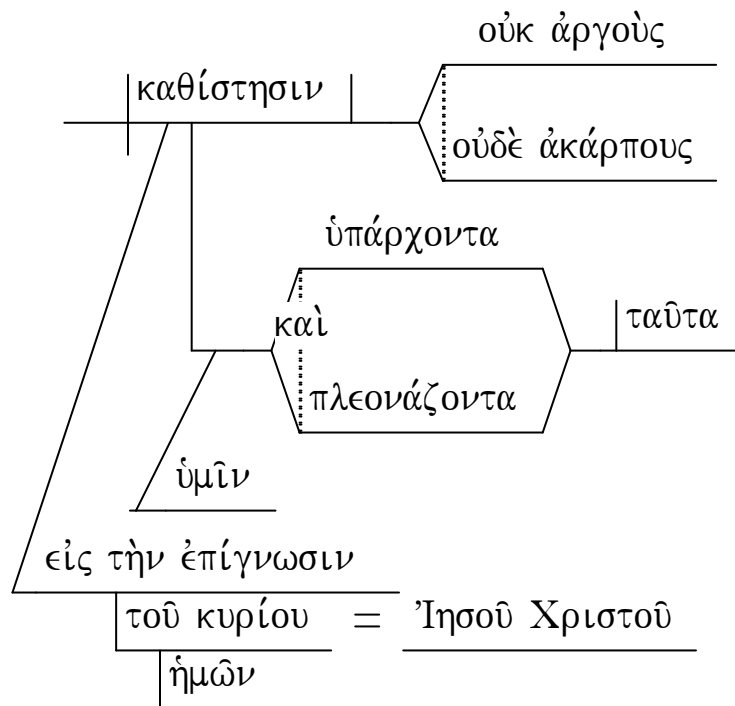 οὐκ ἀργοὺς
καθίστησιν
οὐδὲ ἀκάρπους
ὑπάρχοντα
καὶ
ταῦτα
πλεονάζοντα
ὑμῖν
εἰς τὴν ἐπίγνωσιν
τοῦ κυρίου = Ἰησοῦ Χριστοῦ
ἡμῶν